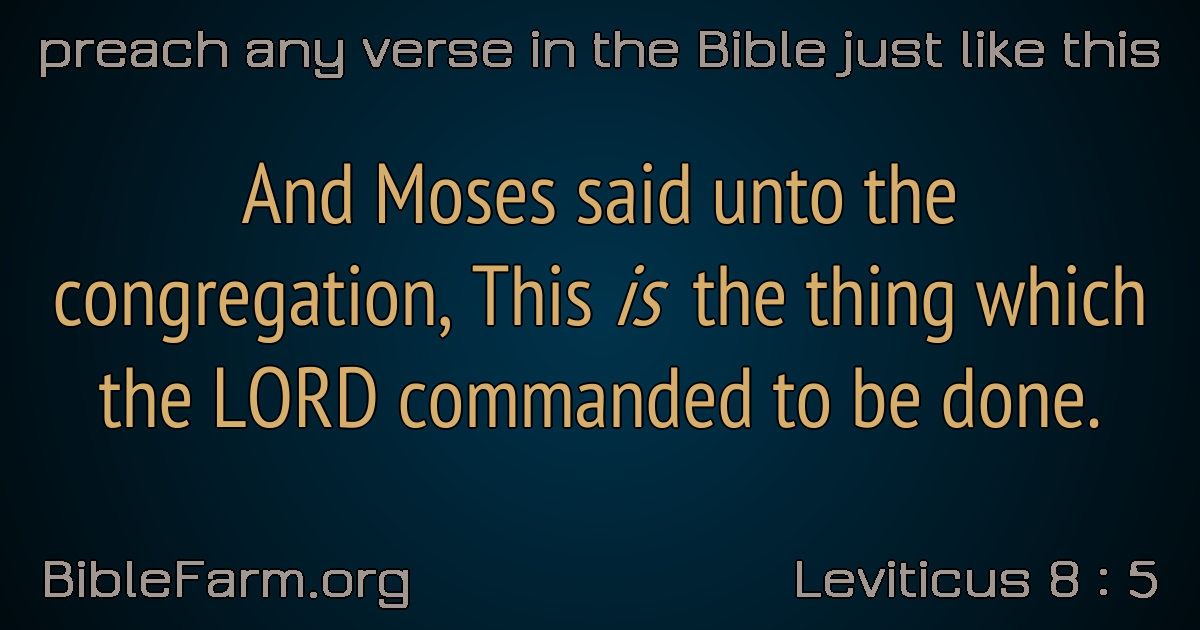 preach any verse in the Bible just like this
And Moses said unto the
congregation, This is the thing which
the LORD commanded to be done.
BibleFarm.org
Leviticus 8 : 5